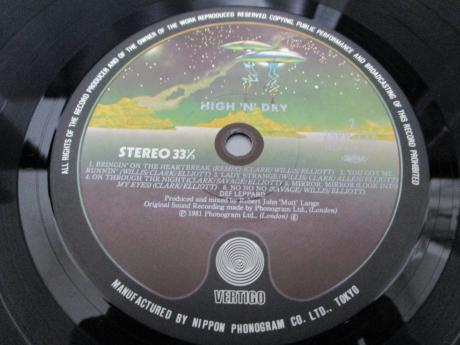 ALL RIGHTS OF THE RECORD PRODUCER AND OF THE OWNER OF THE WORK REPRODUCED RESERVED. COPYING, PUBLIC PERFORMANCE AND BROADCASTING OF THIS RECORD PROHIBITED
HIGH 'N' DRY
2
STEREO 33⅓
1. BRINGIN' ON THE HEARTBREAK (REMIX) (CLARK/WILLIS/ELLIOTT) 2. YOU GOT ME
RUNNIN' (WILLIS/CLARK/ELLIOTT) 3. LADY STRANGE (WILLIS/CLARK/ALLEN/ELLIOTT)
4. ON THROUGH THE NIGHT (CLARK/SAVAGE/ELLIOTT) 5. MIRROR, MIRROR (LOOK INTO
MY EYES) (CLARK/ELLIOTT) 6. NO NO NO (SAVAGE/WILLIS/ELLIOTT)
DEF LEPPARD
Produced and mixed by Robert John "Mutt" Lange
Original Sound Recording made by Phonogram Ltd., (London)
℗ 1981 Phonogram Ltd., (London)
VERTIGO
MANUFACTURED BY NIPPON PHONOGRAM CO. LTD., TOKYO